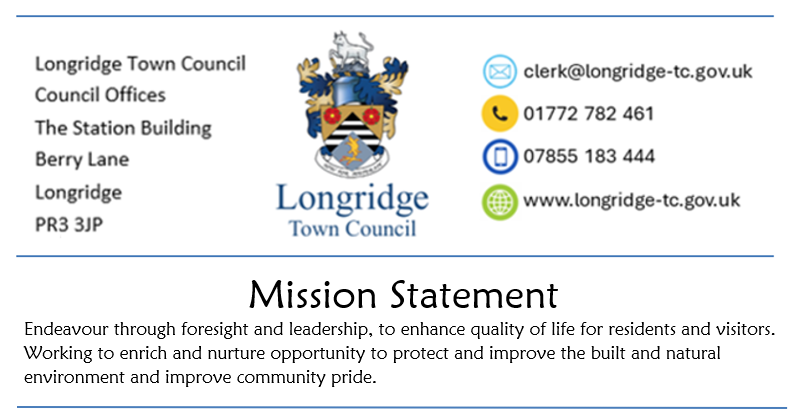 Longridge Town Council
Council Offices
The Station Building
Berry Lane
Longridge
PR3 3JP
Longridge
Town Council
clerk@longridge-tc.gov.uk
01772 782 461
07855 183 444
www.longridge-tc.gov.uk
Mission Statement
Endeavour through foresight and leadership, to enhance quality of life for residents and visitors.
Working to enrich and nurture opportunity to protect and improve the built and natural
environment and improve community pride.